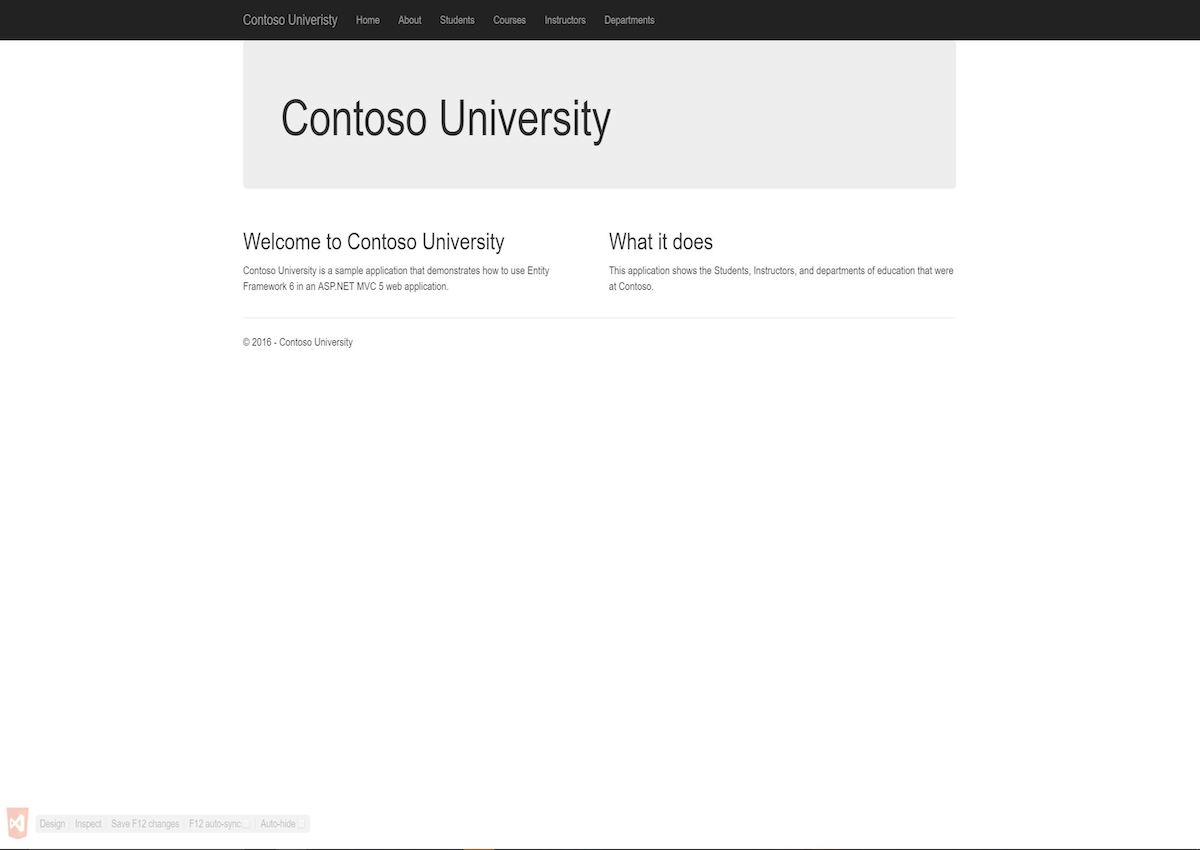 Contoso Univeristy Home About Students Courses Instructors Departments
Contoso University
Welcome to Contoso University
Contoso University is a sample application that demonstrates how to use Entity
Framework 6 in an ASP.NET MVC 5 web application.
What it does
This application shows the Students, Instructors, and departments of education that were
at Contoso.
© 2016 - Contoso University
Design Inspect Save F12 changes F12 auto-sync Auto-hide